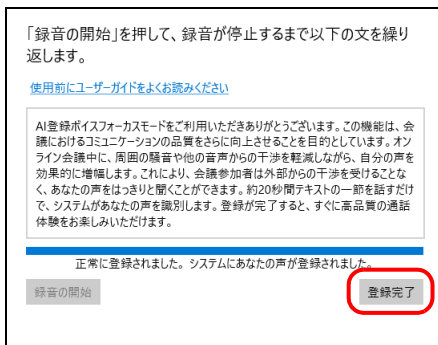 「録音の開始」を押して、録音が停止するまで以下の文を繰り
返します。
使用前にユーザーガイドをよくお読みください
AI登録ボイスフォーカスモードをご利用いただきありがとうございます。この機能は、会
議におけるコミュニケーションの品質をさらに向上させることを目的としています。オン
ライン会議中に、周囲の騒音や他の音声からの干渉を軽減しながら、自分の声を
効果的に増幅します。これにより、会議参加者は外部からの干渉を受けることな
く、あなたの声をはっきりと聞くことができます。約20秒間テキストの一節を話すだけ
で、システムがあなたの声を識別します。登録が完了すると、すぐに高品質の通話
体験をお楽しみいただけます。
正常に登録されました。システムにあなたの声が登録されました。
録音の開始
登録完了